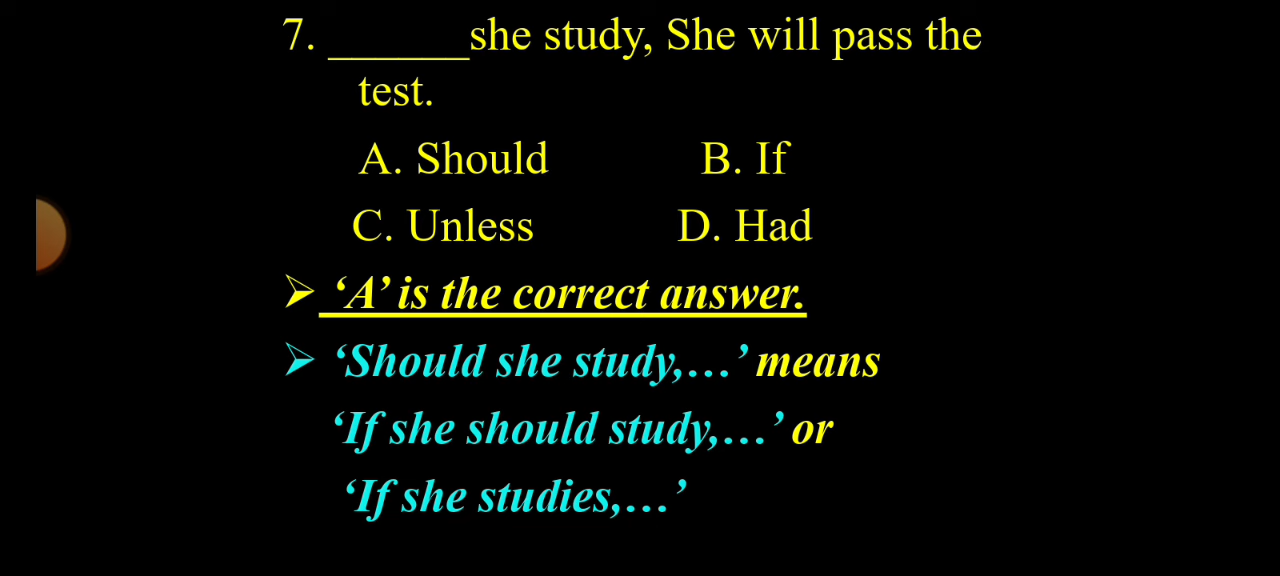 7. ______she study, She will pass the
test.
A. Should B. If
C. Unless D. Had
➢ ‘A’ is the correct answer.
➢ ‘Should she study,…’ means
‘If she should study,…’ or
‘If she studies,…’